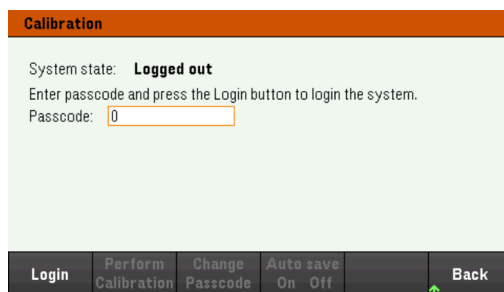 Calibration
System state: Logged out
Enter passcode and press the Login button to login the system.
Passcode: 0
Login
Perform Calibration
Change Passcode
Auto save On Off
Back